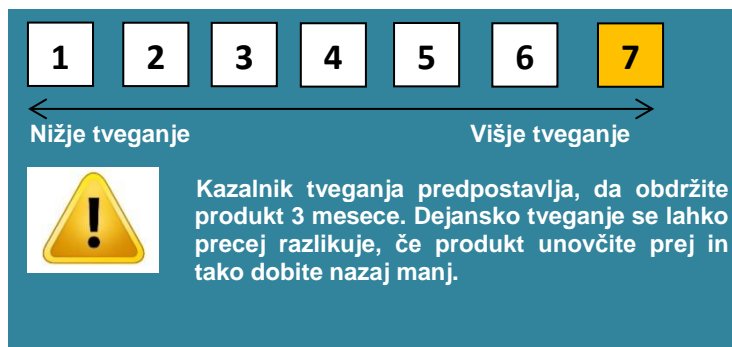 1 2 3 4 5 6 7
Nižje tveganje Višje tveganje
Kazalnik tveganja predpostavlja, da obdržite
produkt 3 mesece. Dejansko tveganje se lahko
precej razlikuje, če produkt unovčite prej in
tako dobite nazaj manj.